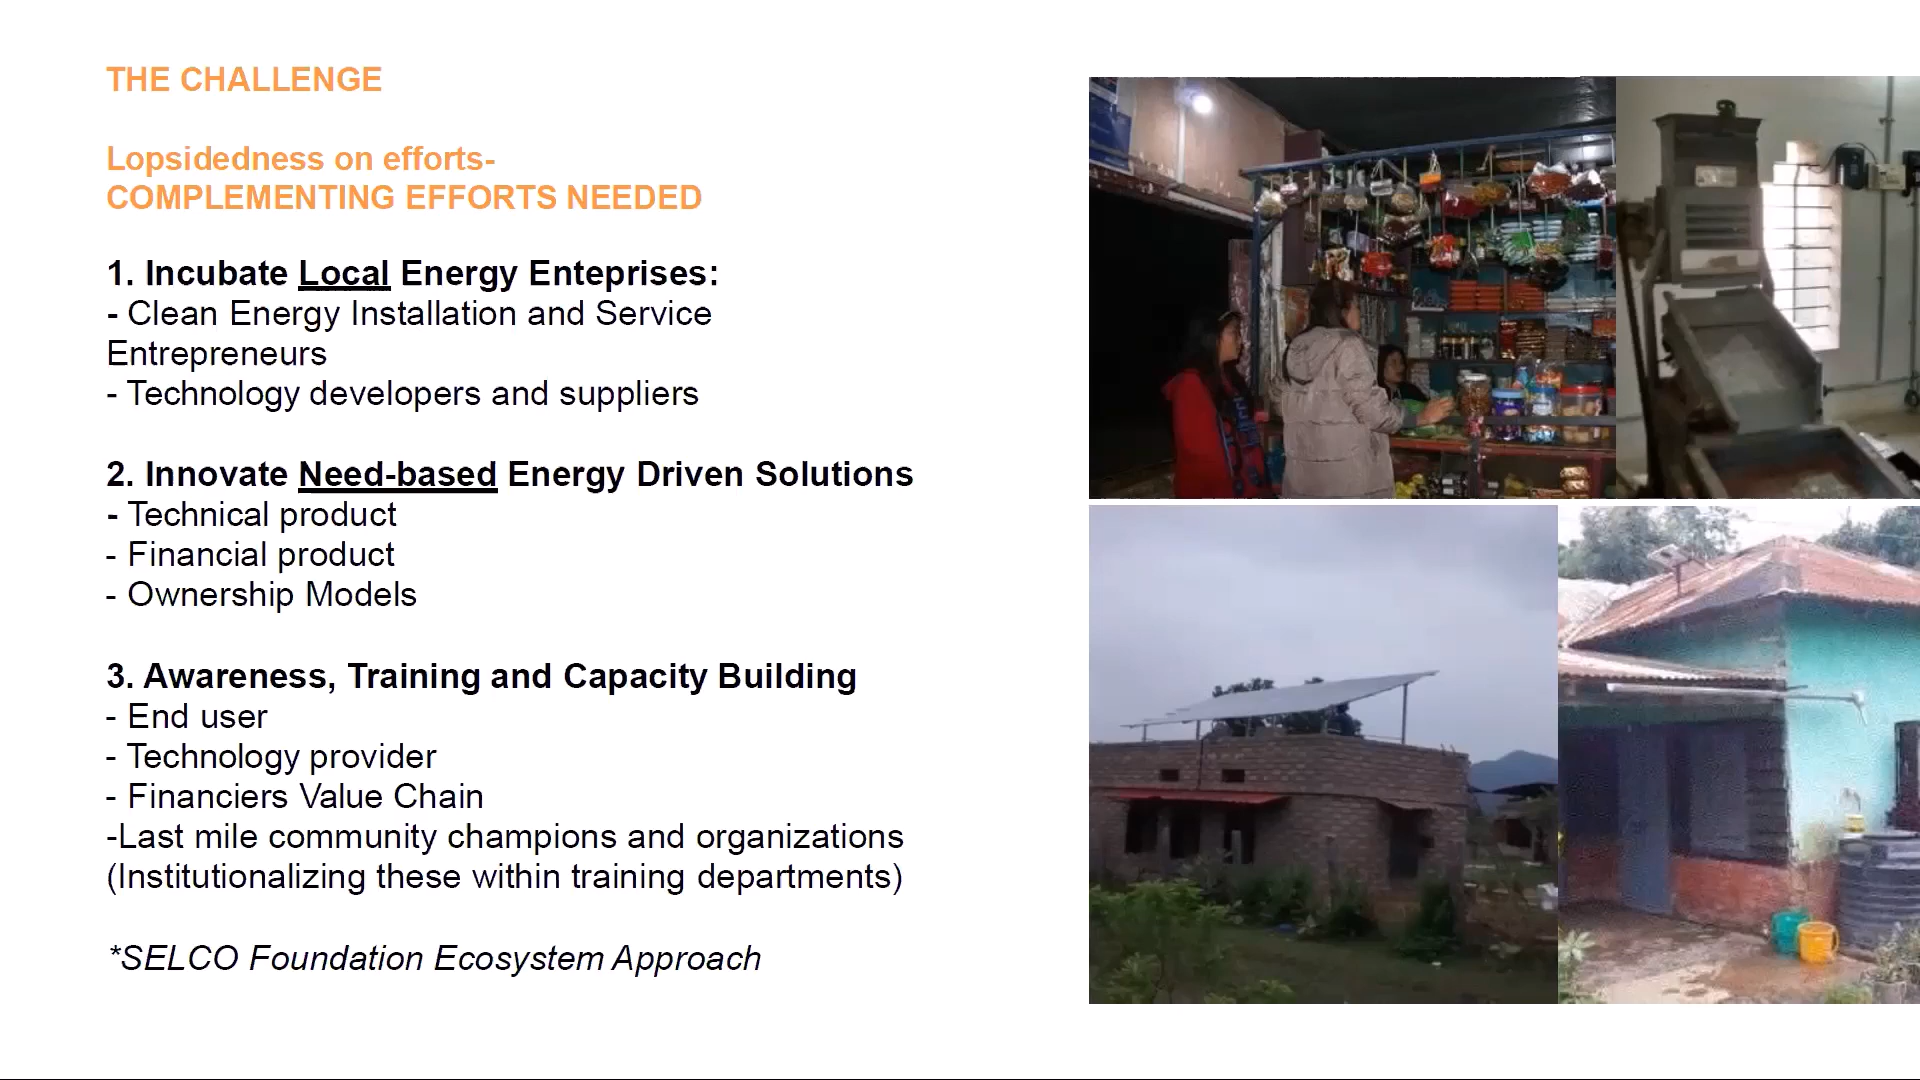 THE CHALLENGE
Lopsidedness on efforts-
COMPLEMENTING EFFORTS NEEDED
1. Incubate Local Energy Enteprises:
- Clean Energy Installation and Service
Entrepreneurs
- Technology developers and suppliers
2. Innovate Need-based Energy Driven Solutions
- Technical product
- Financial product
- Ownership Models
3. Awareness, Training and Capacity Building
- End user
- Technology provider
- Financiers Value Chain
-Last mile community champions and organizations
(Institutionalizing these within training departments)
*SELCO Foundation Ecosystem Approach